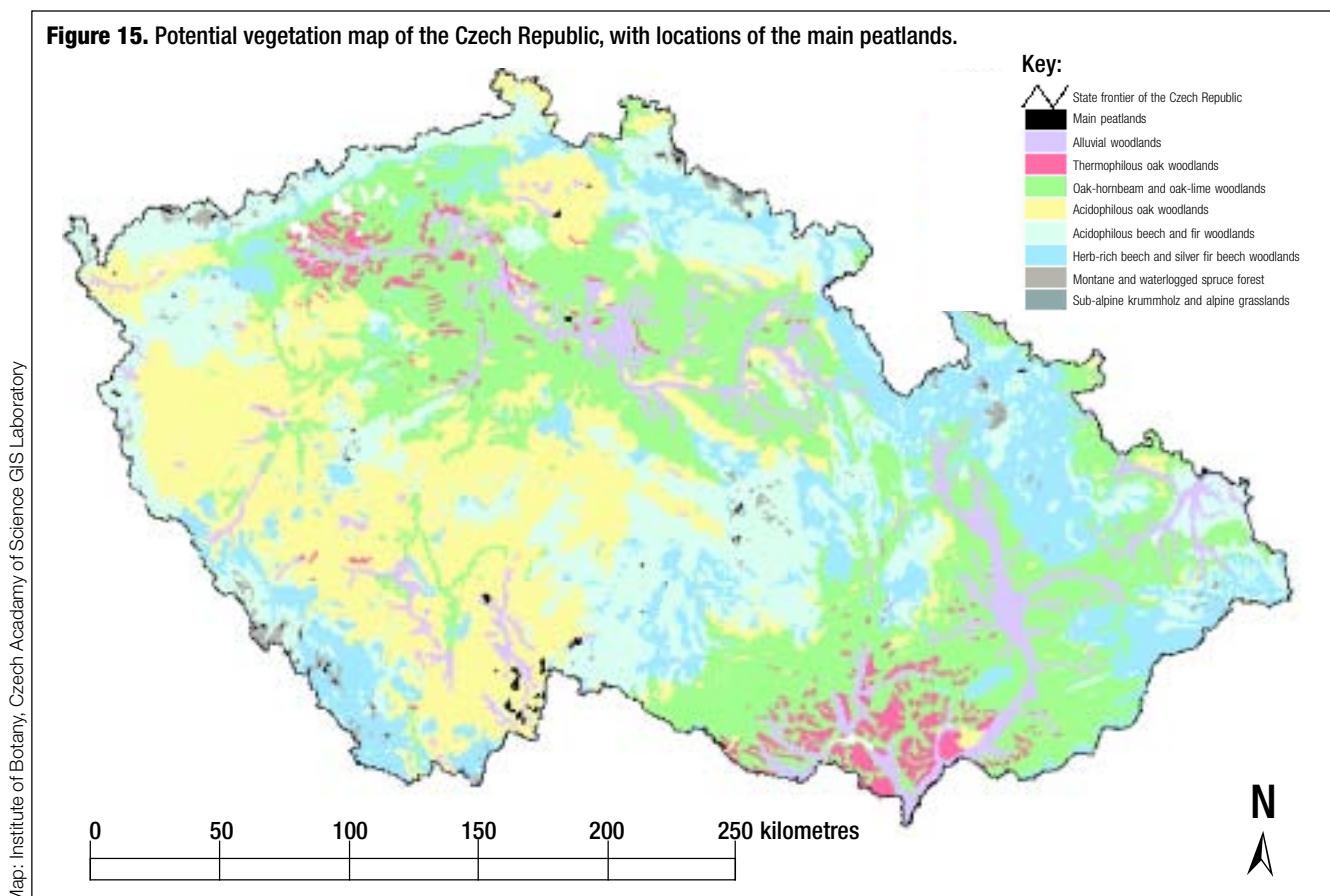 Figure 15. Potential vegetation map of the Czech Republic, with locations of the main peatlands.
Key:
State frontier of the Czech Republic
Main peatlands
Alluvial woodlands
Thermophilous oak woodlands
Oak-hornbeam and oak-lime woodlands
Acidophilous oak woodlands
Acidophilous beech and fir woodlands
Herb-rich beech and silver fir beech woodlands
Montane and waterlogged spruce forest
Sub-alpine krummholz and alpine grasslands
Map: Institute of Botany, Czech Acadamy of Science GIS Laboratory
0 50 100 150 200 250 kilometres
N